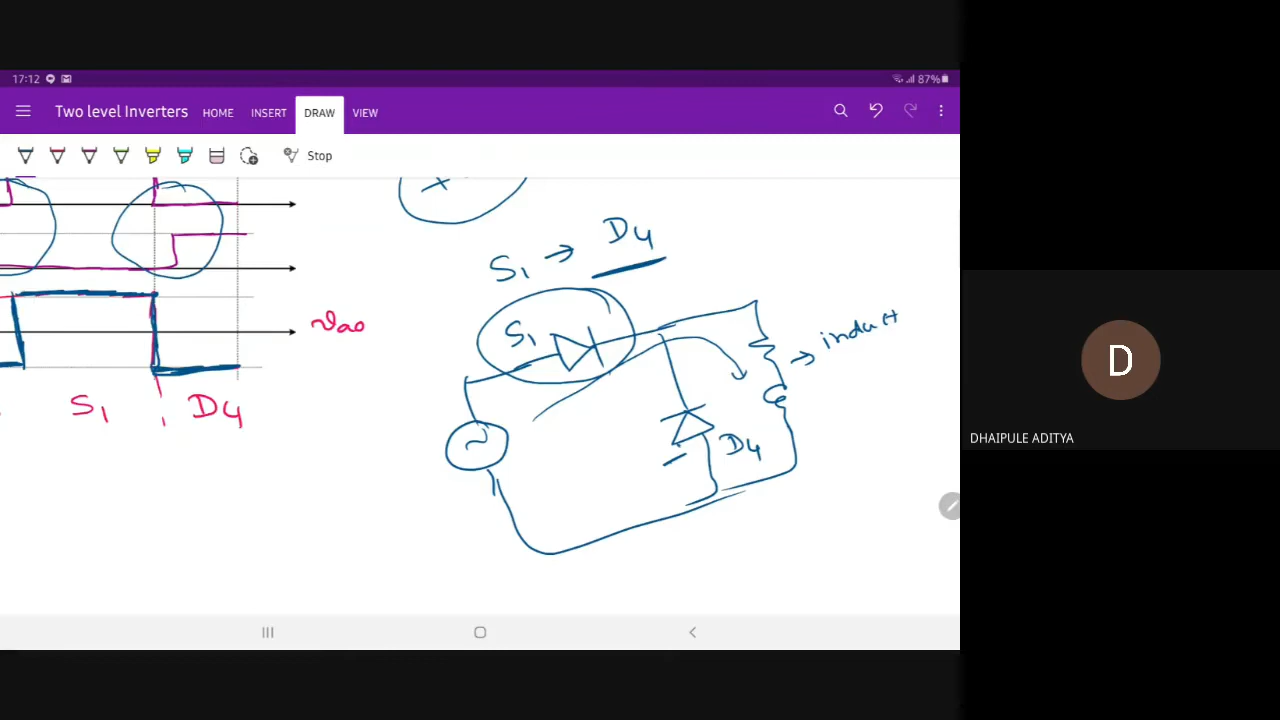 17:12
87%
Two level Inverters HOME INSERT DRAW VIEW
Stop
S1 → D4
S1
→ induct
vao
S1
D4
D4
D
DHAIPULE ADITYA